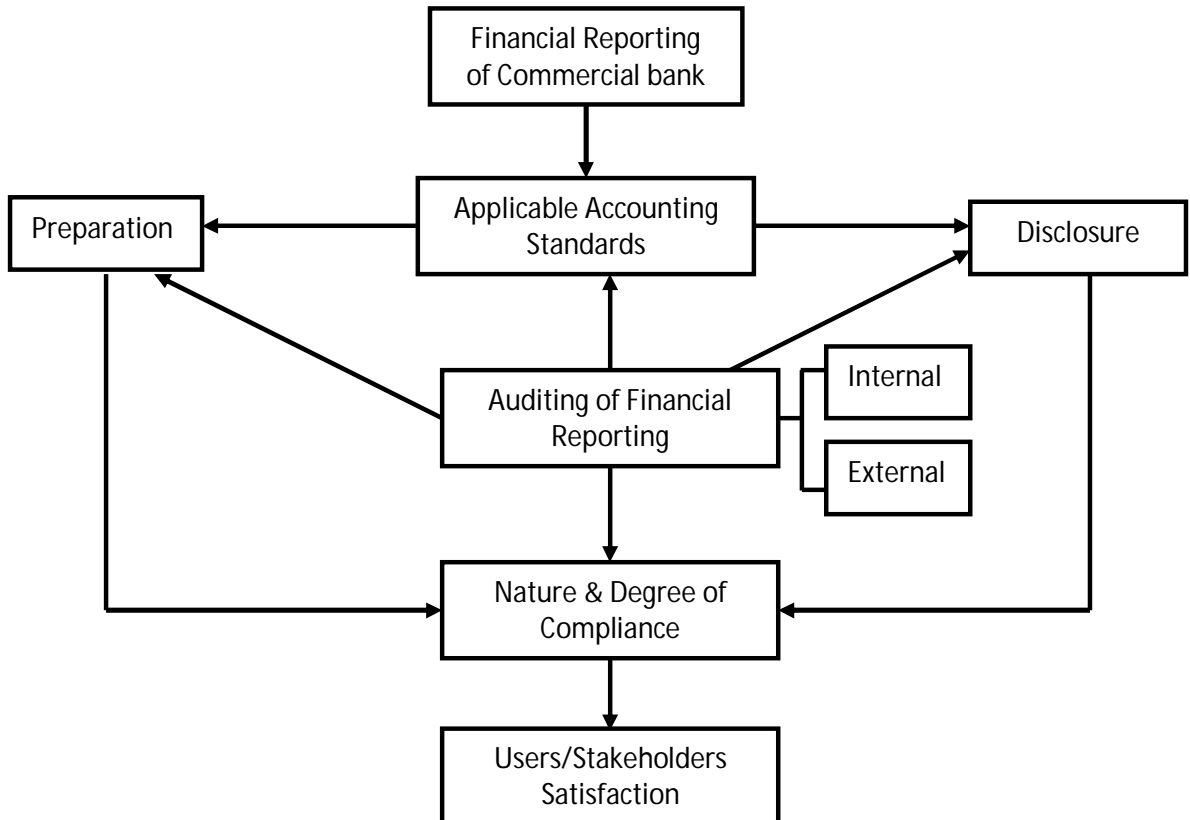 Financial Reporting
of Commercial bank
Applicable Accounting
Standards
Preparation
Disclosure
Auditing of Financial
Reporting
Internal
External
Nature & Degree of
Compliance
Users/Stakeholders
Satisfaction